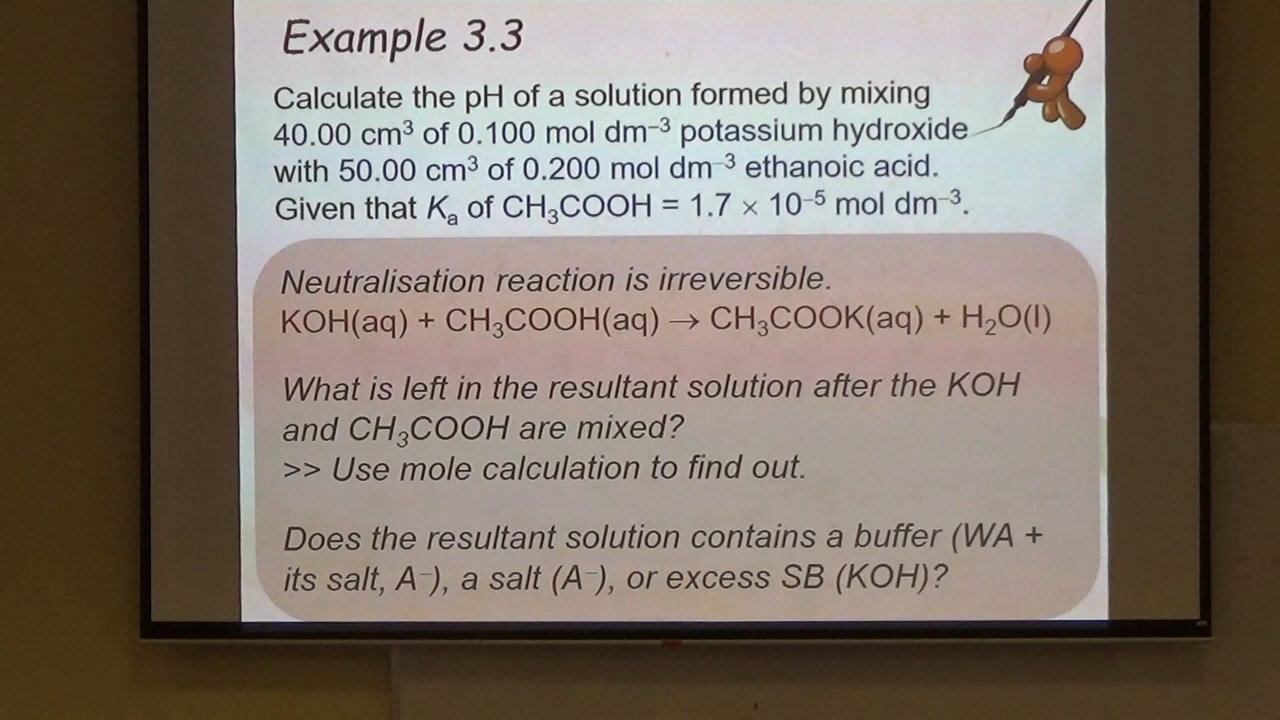 Example 3.3
Calculate the pH of a solution formed by mixing
40.00 cm³ of 0.100 mol dm⁻³ potassium hydroxide
with 50.00 cm³ of 0.200 mol dm⁻³ ethanoic acid.
Given that Kₐ of CH₃COOH = 1.7 × 10⁻⁵ mol dm⁻³.
Neutralisation reaction is irreversible.
KOH(aq) + CH₃COOH(aq) → CH₃COOK(aq) + H₂O(l)
What is left in the resultant solution after the KOH
and CH₃COOH are mixed?
>> Use mole calculation to find out.
Does the resultant solution contains a buffer (WA +
its salt, A⁻), a salt (A⁻), or excess SB (KOH)?